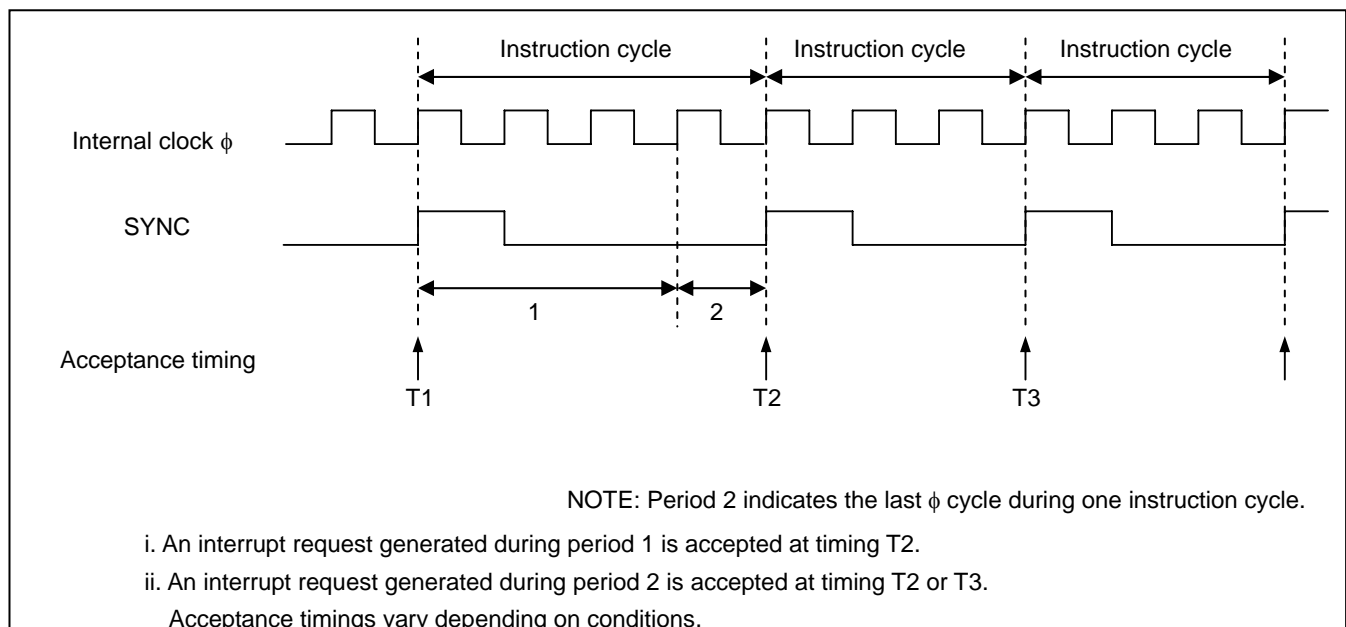 Instruction cycle Instruction cycle Instruction cycle
Internal clock ϕ
SYNC
1 2
Acceptance timing
T1 T2 T3
NOTE: Period 2 indicates the last ϕ cycle during one instruction cycle.
i. An interrupt request generated during period 1 is accepted at timing T2.
ii. An interrupt request generated during period 2 is accepted at timing T2 or T3.
Acceptance timings vary depending on conditions.